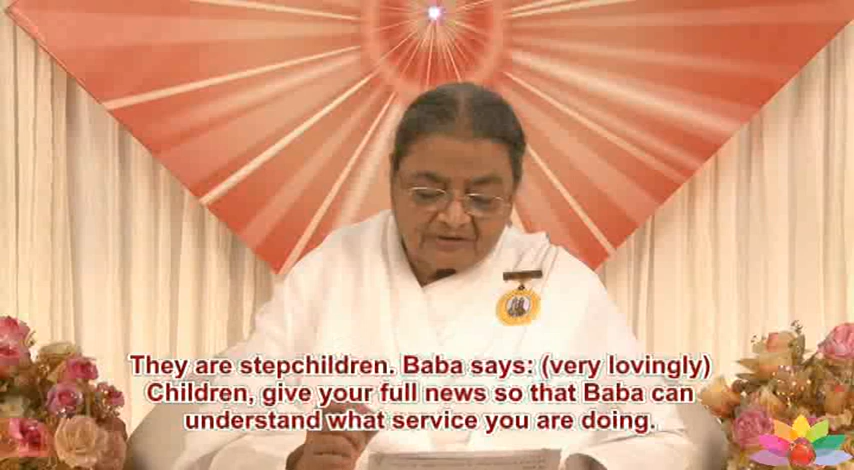 They are stepchildren. Baba says: (very lovingly)
Children, give your full news so that Baba can
understand what service you are doing.